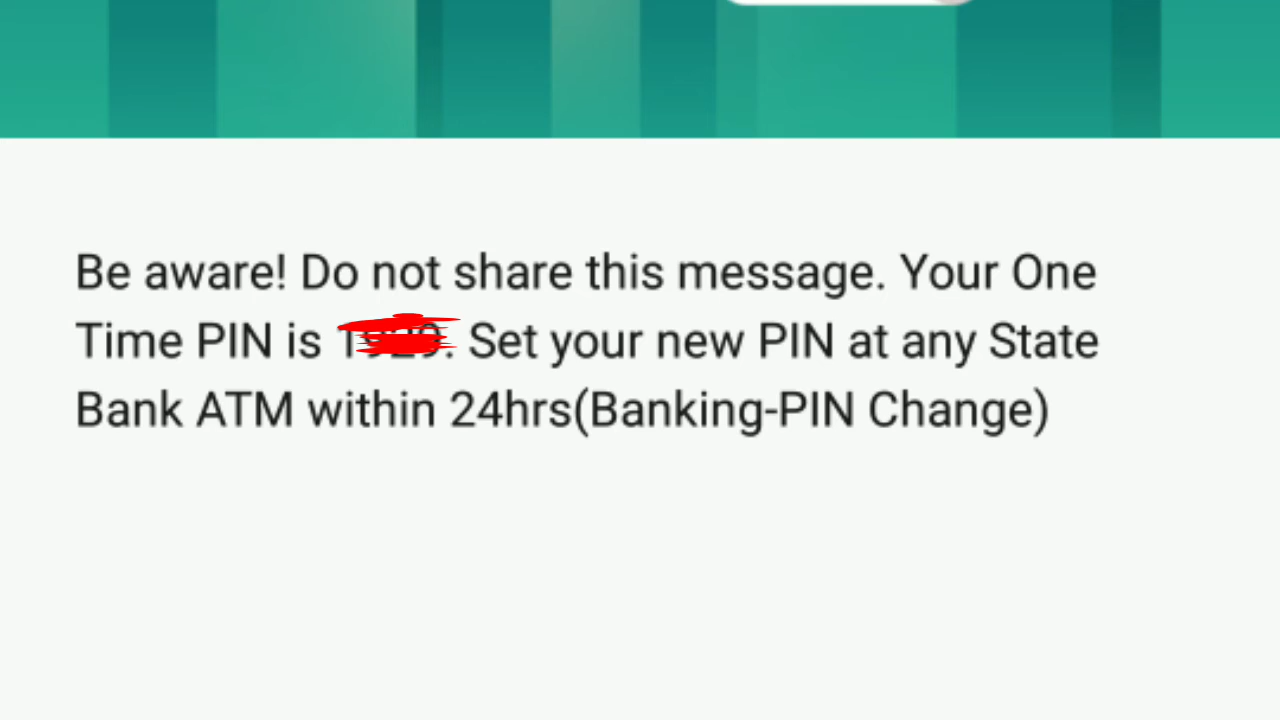 Be aware! Do not share this message. Your One
Time PIN is . Set your new PIN at any State
Bank ATM within 24hrs(Banking-PIN Change)